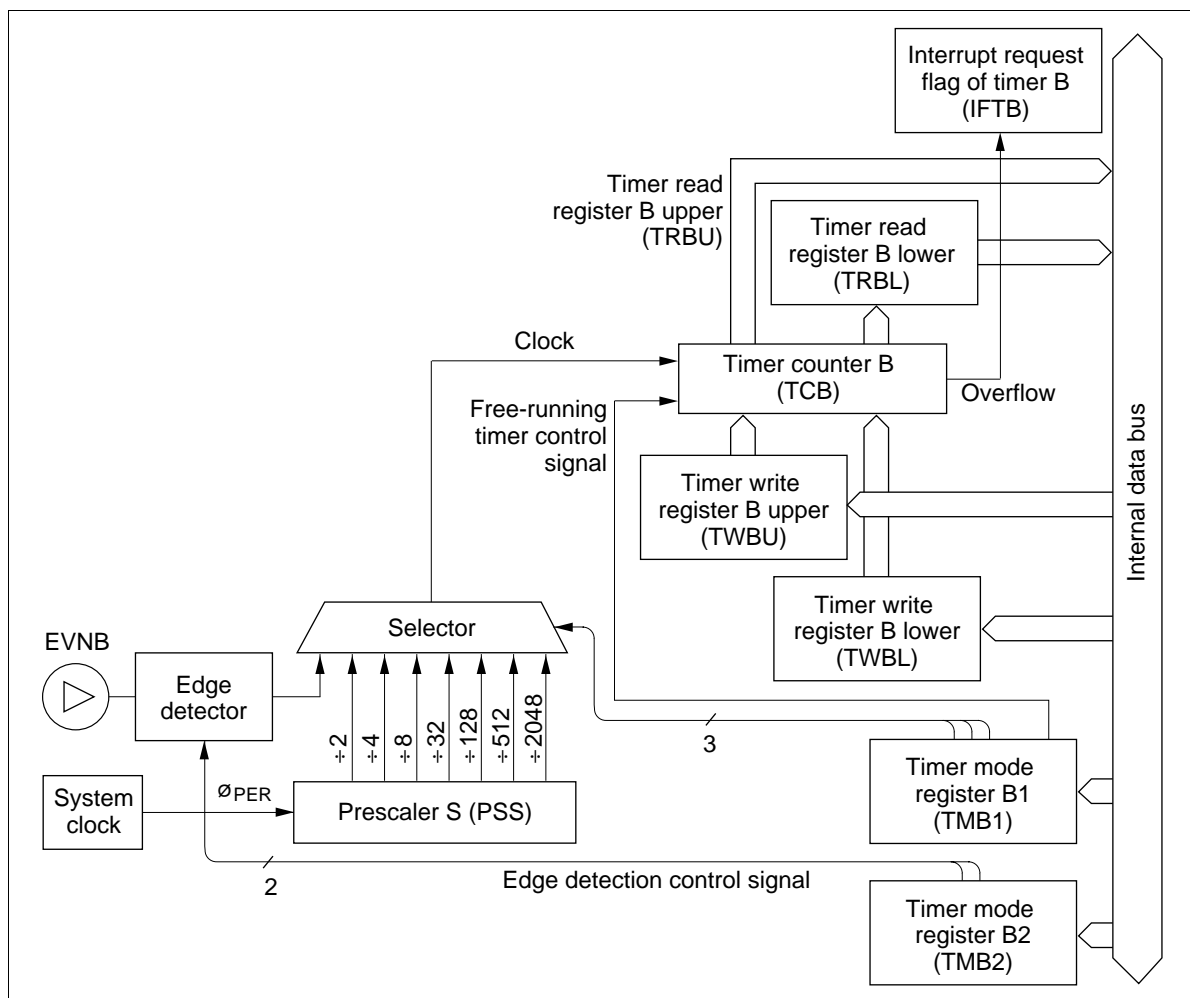 Interrupt request
flag of timer B
(IFTB)
Timer read
register B upper
(TRBU)
Timer read
register B lower
(TRBL)
Clock
Timer counter B
(TCB)
Overflow
Free-running
timer control
signal
Timer write
register B upper
(TWBU)
Internal data bus
Timer write
register B lower
(TWBL)
Selector
EVNB
Edge
detector
÷2
÷4
÷8
÷32
÷128
÷512
÷2048
3
System
clock
øPER
Prescaler S (PSS)
Timer mode
register B1
(TMB1)
2
Edge detection control signal
Timer mode
register B2
(TMB2)